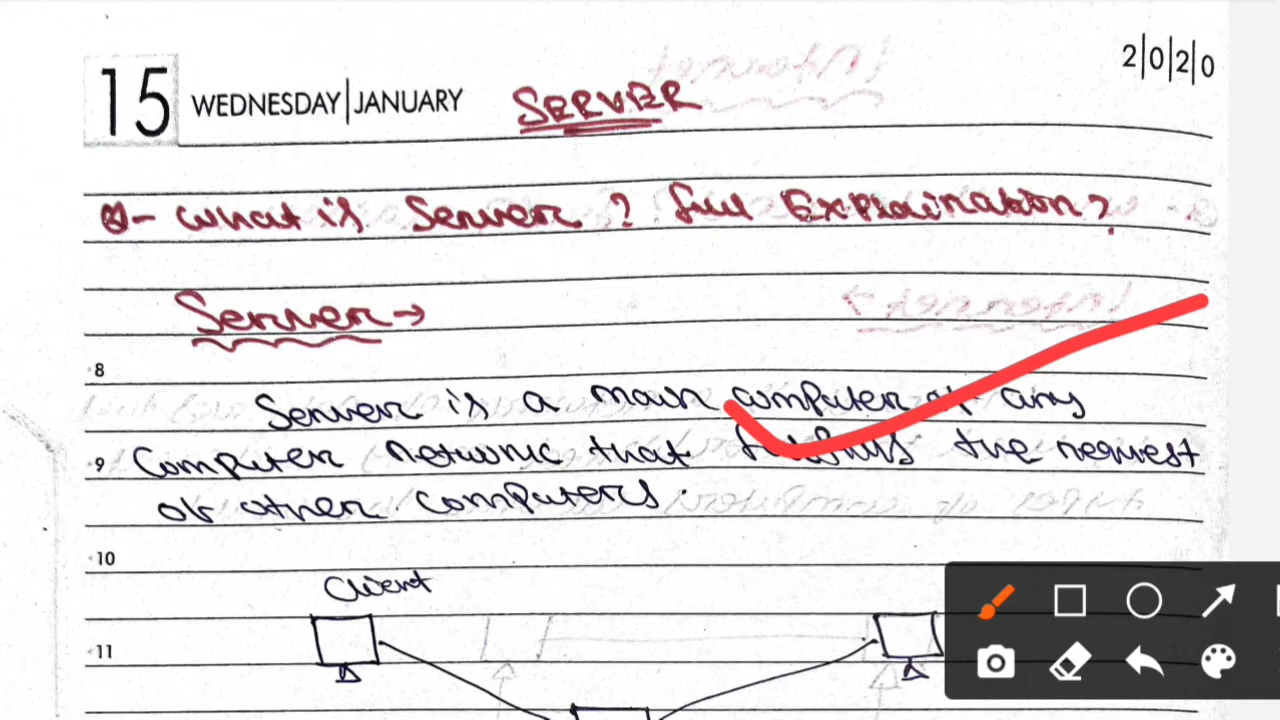 2|0|2|0
15 WEDNESDAY|JANUARY SERVER
Q- What is Server ? full Explaination?
Server→
8
Server is a main computer of any
9 Computer Network that fulfills the request
of other computers.
10
Client
11